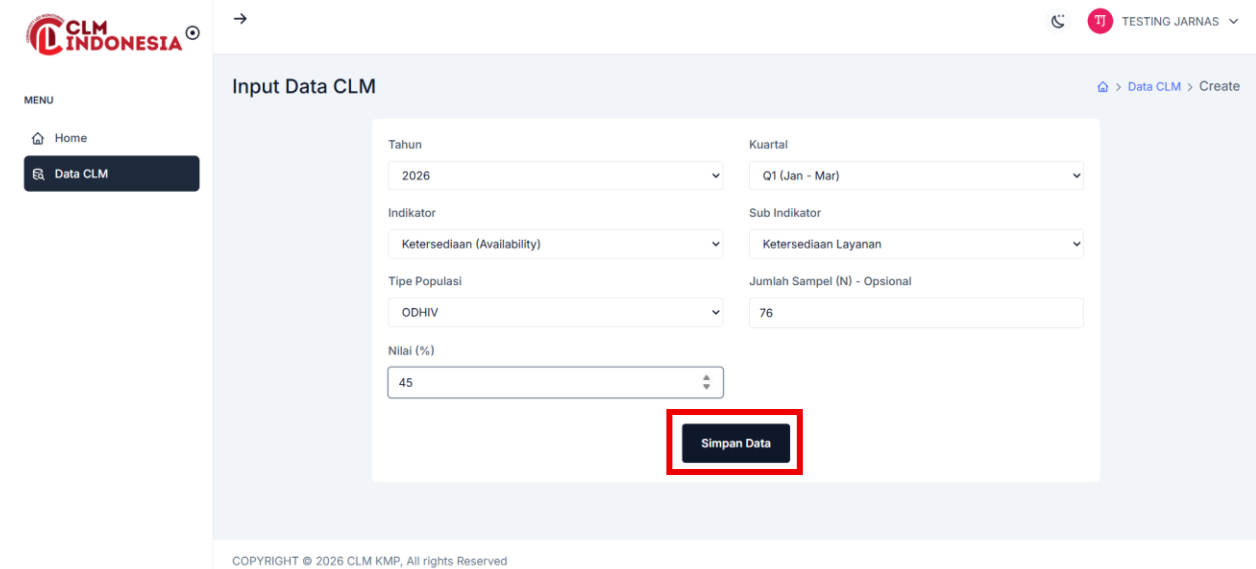 CLM
INDONESIA
TESTING JARNAS
TJ
Input Data CLM
Data CLM > Create
MENU
Home
Data CLM
Tahun
Kuartal
2026
Q1 (Jan - Mar)
Indikator
Sub Indikator
Ketersediaan (Availability)
Ketersediaan Layanan
Tipe Populasi
Jumlah Sampel (N) - Opsional
ODHIV
76
Nilai (%)
45
Simpan Data
COPYRIGHT © 2026 CLM KMP, All rights Reserved